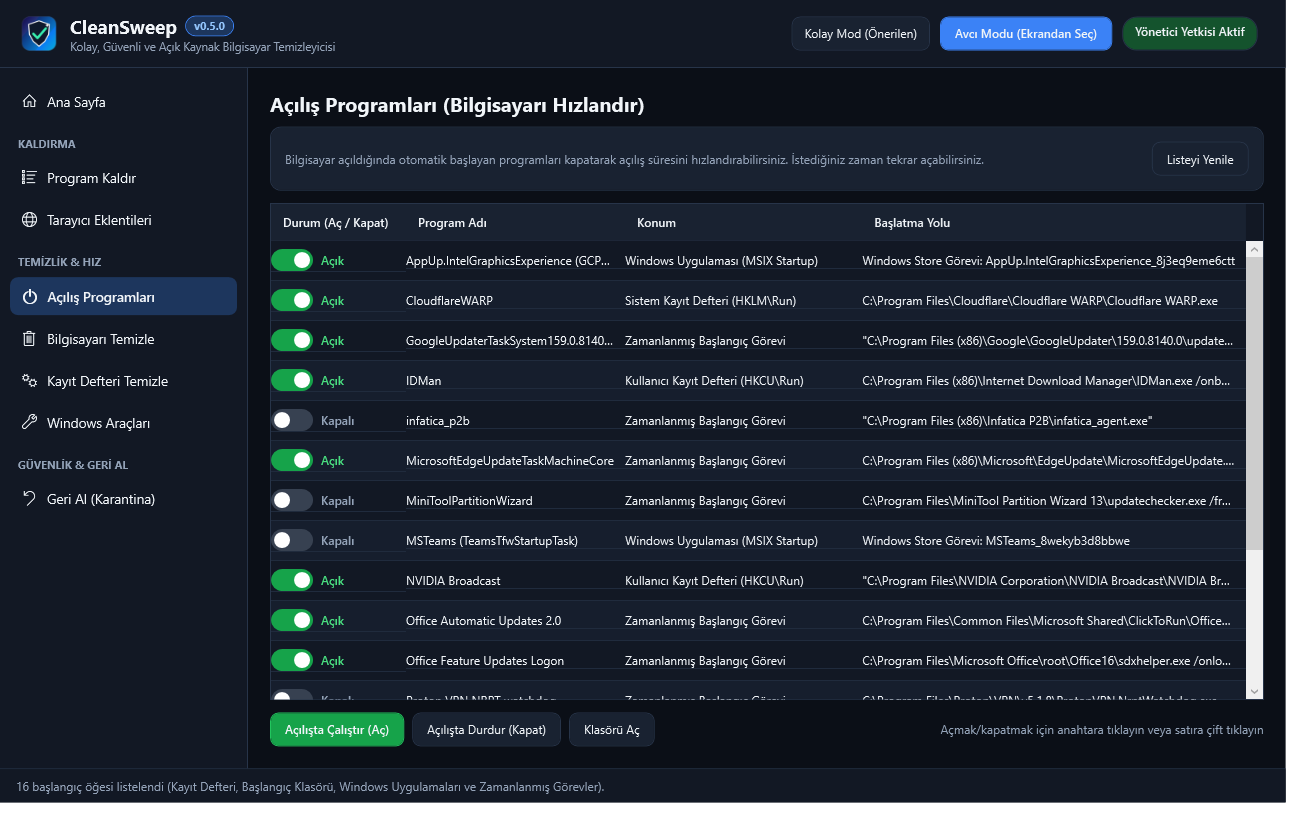 CleanSweep v0.5.0
Kolay, Güvenli ve Açık Kaynak Bilgisayar Temizleyicisi
Kolay Mod (Önerilen)
Avcı Modu (Ekrandan Seç)
Yönetici Yetkisi Aktif
Ana Sayfa
KALDIRMA
Program Kaldır
Tarayıcı Eklentileri
TEMİZLİK & HIZ
Açılış Programları
Bilgisayarı Temizle
Kayıt Defteri Temizle
Windows Araçları
GÜVENLİK & GERİ AL
Geri Al (Karantina)
Açılış Programları (Bilgisayarı Hızlandır)
Bilgisayar açıldığında otomatik başlayan programları kapatarak açılış süresini hızlandırabilirsiniz. İstediğiniz zaman tekrar açabilirsiniz.
Listeyi Yenile
Durum (Aç / Kapat) Program Adı Konum Başlatma Yolu
Açık AppUp.IntelGraphicsExperience (GCP... Windows Uygulaması (MSIX Startup) Windows Store Görevi: AppUp.IntelGraphicsExperience_8j3eq9eme6ctt
Açık CloudflareWARP Sistem Kayıt Defteri (HKLM\Run) C:\Program Files\Cloudflare\Cloudflare WARP\Cloudflare WARP.exe
Açık GoogleUpdaterTaskSystem159.0.8140... Zamanlanmış Başlangıç Görevi "C:\Program Files (x86)\Google\GoogleUpdater\159.0.8140.0\update...
Açık IDMan Kullanıcı Kayıt Defteri (HKCU\Run) C:\Program Files (x86)\Internet Download Manager\IDMan.exe /onb...
Kapalı infatica_p2b Zamanlanmış Başlangıç Görevi "C:\Program Files (x86)\Infatica P2B\infatica_agent.exe"
Açık MicrosoftEdgeUpdateTaskMachineCore Zamanlanmış Başlangıç Görevi C:\Program Files (x86)\Microsoft\EdgeUpdate\MicrosoftEdgeUpdate....
Kapalı MiniToolPartitionWizard Zamanlanmış Başlangıç Görevi C:\Program Files\MiniTool Partition Wizard 13\updatechecker.exe /fr...
Kapalı MSTeams (TeamsTfwStartupTask) Windows Uygulaması (MSIX Startup) Windows Store Görevi: MSTeams_8wekyb3d8bbwe
Açık NVIDIA Broadcast Kullanıcı Kayıt Defteri (HKCU\Run) "C:\Program Files\NVIDIA Corporation\NVIDIA Broadcast\NVIDIA Br...
Açık Office Automatic Updates 2.0 Zamanlanmış Başlangıç Görevi C:\Program Files\Common Files\Microsoft Shared\ClickToRun\Office...
Açık Office Feature Updates Logon Zamanlanmış Başlangıç Görevi C:\Program Files\Microsoft Office\root\Office16\sdxhelper.exe /onlo...
Kapalı Proton VPN NRPT watchdog Zamanlanmış Başlangıç Görevi
Açılışta Çalıştır (Aç)
Açılışta Durdur (Kapat)
Klasörü Aç
Açmak/kapatmak için anahtara tıklayın veya satıra çift tıklayın
16 başlangıç öğesi listelendi (Kayıt Defteri, Başlangıç Klasörü, Windows Uygulamaları ve Zamanlanmış Görevler).